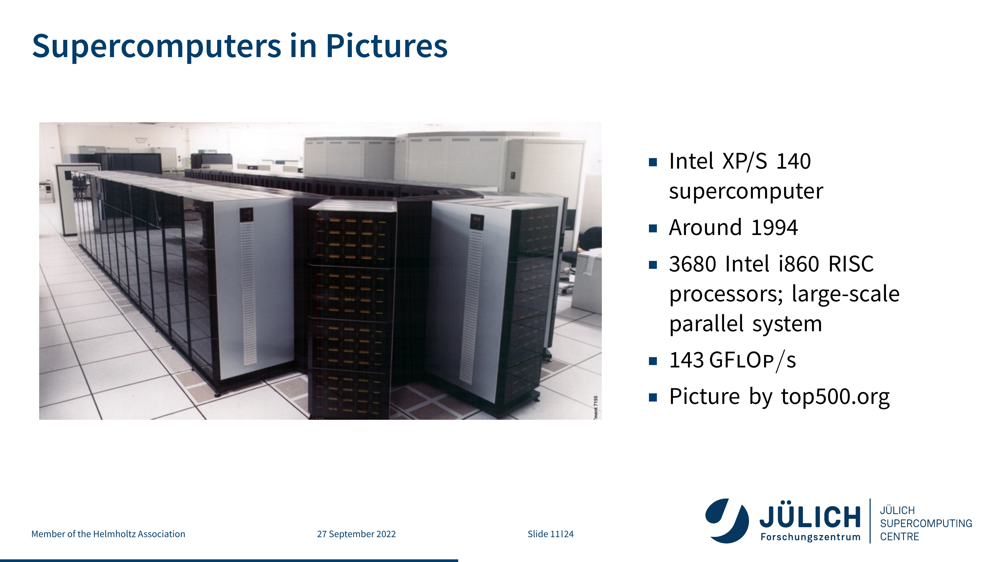 Supercomputers in Pictures
Intel XP/S 140
supercomputer
Around 1994
3680 Intel i860 RISC
processors; large-scale
parallel system
143 GFLOP/s
Picture by top500.org
7155
Member of the Helmholtz Association
27 September 2022
Slide 11|24
JÜLICH
Forschungszentrum
JÜLICH
SUPERCOMPUTING
CENTRE